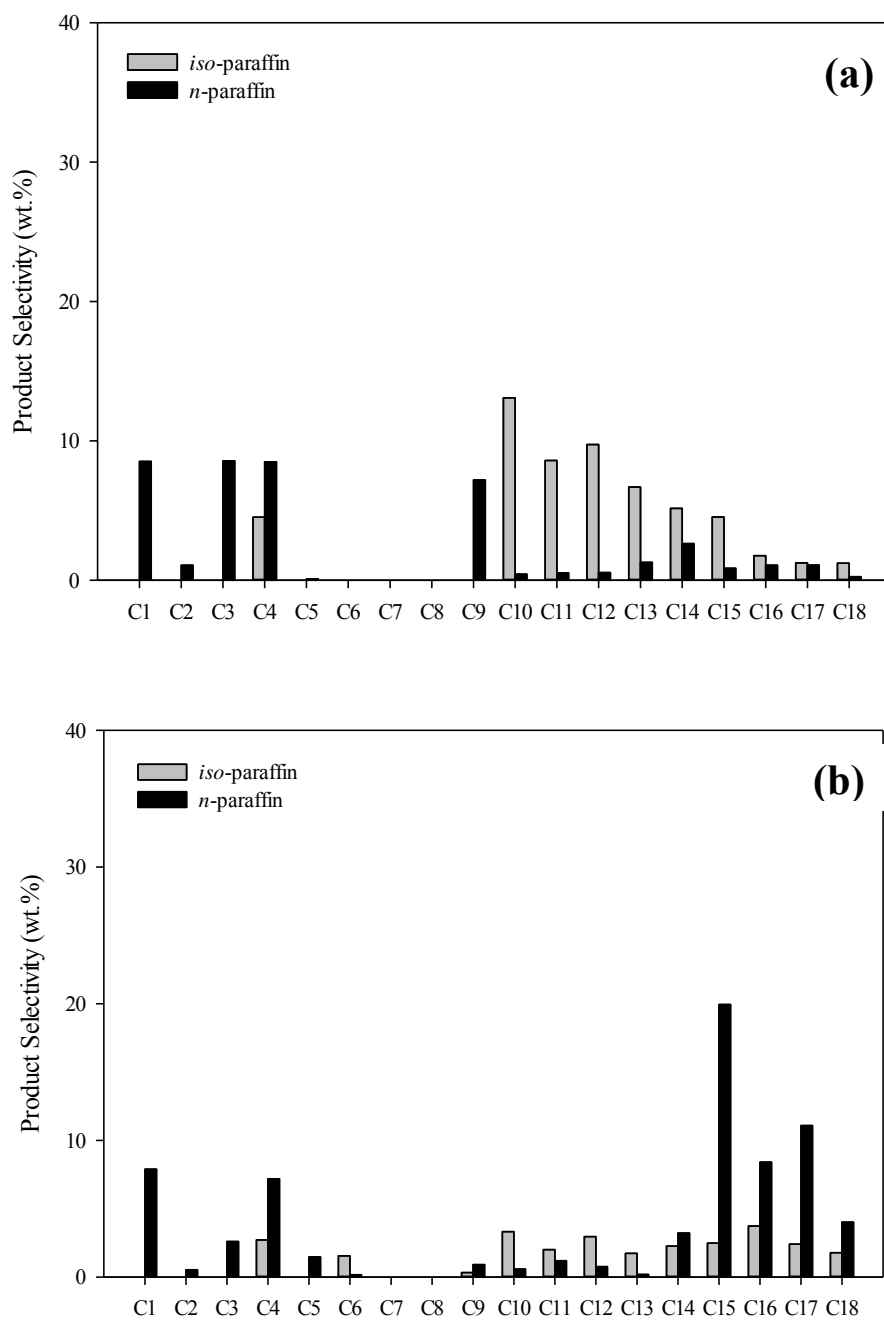 40
iso-paraffin
n-paraffin
(a)
30
Product Selectivity (wt.%)
20
10
0
C1 C2 C3 C4 C5 C6 C7 C8 C9 C10 C11 C12 C13 C14 C15 C16 C17 C18
40
iso-paraffin
n-paraffin
(b)
30
Product Selectivity (wt.%)
20
10
0
C1 C2 C3 C4 C5 C6 C7 C8 C9 C10 C11 C12 C13 C14 C15 C16 C17 C18